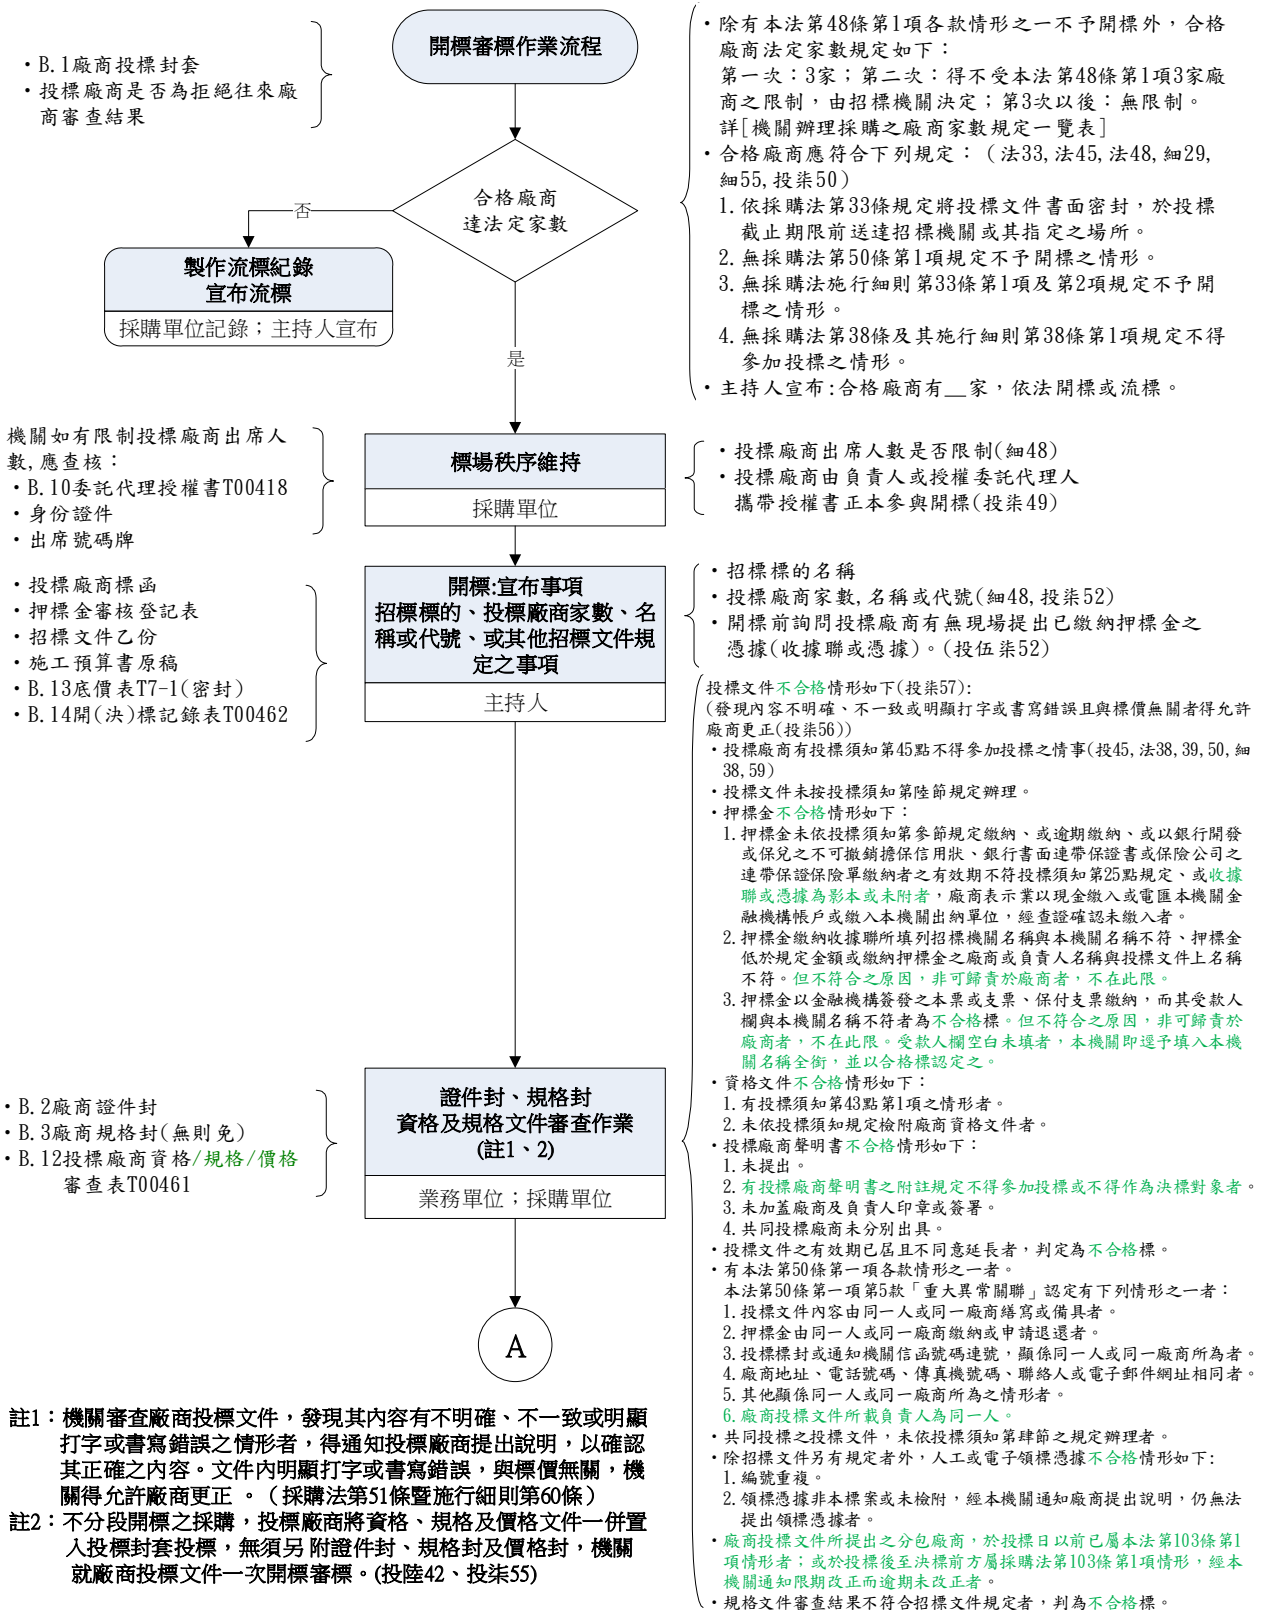 開標審標作業流程
・B.1廠商投標封套
・投標廠商是否為拒絕往來廠
商審查結果
・除有本法第48條第1項各款情形之一不予開標外，合格
廠商法定家數規定如下：
第一次：3家；第二次：得不受本法第48條第1項3家廠
商之限制，由招標機關決定；第3次以後：無限制。
詳[機關辦理採購之廠商家數規定一覽表]
・合格廠商應符合下列規定：（法33,法45,法48,細29,
細55,投柒50）
1.依採購法第33條規定將投標文件書面密封，於投標
截止期限前送達招標機關或其指定之場所。
2.無採購法第50條第1項規定不予開標之情形。
3.無採購法施行細則第33條第1項及第2項規定不予開
標之情形。
4.無採購法第38條及其施行細則第38條第1項規定不得
參加投標之情形。
・主持人宣布:合格廠商有__家，依法開標或流標。
合格廠商
達法定家數
否
製作流標紀錄
宣布流標
採購單位記錄；主持人宣布
是
機關如有限制投標廠商出席人
數,應查核：
・B.10委託代理授權書T00418
・身份證件
・出席號碼牌
標場秩序維持
採購單位
・投標廠商出席人數是否限制(細48)
・投標廠商由負責人或授權委託代理人
攜帶授權書正本參與開標(投柒49)
・投標廠商標函
・押標金審核登記表
・招標文件乙份
・施工預算書原稿
・B.13底價表T7-1(密封)
・B.14開(決)標記錄表T00462
開標:宣布事項
招標標的、投標廠商家數、名
稱或代號、或其他招標文件規
定之事項
主持人
・招標標的名稱
・投標廠商家數,名稱或代號(細48,投柒52)
・開標前詢問投標廠商有無現場提出已繳納押標金之
憑據(收據聯或憑據)。(投伍柒52)
投標文件不合格情形如下(投柒57):
(發現內容不明確、不一致或明顯打字或書寫錯誤且與標價無關者得允許
廠商更正(投柒56))
・投標廠商有投標須知第45點不得參加投標之情事(投45,法38,39,50,細
38,59)
・投標文件未按投標須知第陸節規定辦理。
・押標金不合格情形如下：
1.押標金未依投標須知第參節規定繳納、或逾期繳納、或以銀行開發
或保兌之不可撤銷擔保信用狀、銀行書面連帶保證書或保險公司之
連帶保證保險單繳納者之有效期不符投標須知第25點規定、或收據
聯或憑據為影本或未附者，廠商表示業以現金繳入或電匯本機關金
融機構帳戶或繳入本機關出納單位，經查證確認未繳入者。
2.押標金繳納收據聯所填列招標機關名稱與本機關名稱不符、押標金
低於規定金額或繳納押標金之廠商或負責人名稱與投標文件上名稱
不符。但不符合之原因，非可歸責於廠商者，不在此限。
3.押標金以金融機構簽發之本票或支票、保付支票繳納，而其受款人
欄與本機關名稱不符者為不合格標。但不符合之原因，非可歸責於
廠商者，不在此限。受款人欄空白未填者，本機關即逕予填入本機
關名稱全銜，並以合格標認定之。
・資格文件不合格情形如下：
1.有投標須知第43點第1項之情形者。
2.未依投標須知規定檢附廠商資格文件者。
・投標廠商聲明書不合格情形如下：
1.未提出。
2.有投標廠商聲明書之附註規定不得參加投標或不得作為決標對象者。
3.未加蓋廠商及負責人印章或簽署。
4.共同投標廠商未分別出具。
・投標文件之有效期已屆且不同意延長者，判定為不合格標。
・有本法第50條第一項各款情形之一者。
本法第50條第一項第5款「重大異常關聯」認定有下列情形之一者：
1.投標文件內容由同一人或同一廠商繕寫或備具者。
2.押標金由同一人或同一廠商繳納或申請退還者。
3.投標標封或通知機關信函號碼連號，顯係同一人或同一廠商所為者。
4.廠商地址、電話號碼、傳真機號碼、聯絡人或電子郵件網址相同者。
5.其他顯係同一人或同一廠商所為之情形者。
6.廠商投標文件所載負責人為同一人。
・共同投標之投標文件，未依投標須知第肆節之規定辦理者。
・除招標文件另有規定者外，人工或電子領標憑據不合格情形如下:
1.編號重複。
2.領標憑據非本標案或未檢附，經本機關通知廠商提出說明，仍無法
提出領標憑據者。
・廠商投標文件所提出之分包廠商，於投標日以前已屬本法第103條第1
項情形者；或於投標後至決標前方屬採購法第103條第1項情形，經本
機關通知限期改正而逾期未改正者。
・規格文件審查結果不符合招標文件規定者，判為不合格標。
・B.2廠商證件封
・B.3廠商規格封(無則免)
・B.12投標廠商資格/規格/價格
審查表T00461
證件封、規格封
資格及規格文件審查作業
(註1、2)
業務單位；採購單位
A
註1：機關審查廠商投標文件，發現其內容有不明確、不一致或明顯
打字或書寫錯誤之情形者，得通知投標廠商提出說明，以確認
其正確之內容。文件內明顯打字或書寫錯誤，與標價無關，機
關得允許廠商更正 。（採購法第51條暨施行細則第60條）
註2：不分段開標之採購，投標廠商將資格、規格及價格文件一併置
入投標封套投標，無須另附證件封、規格封及價格封，機關
就廠商投標文件一次開標審標。(投陸42、投柒55)